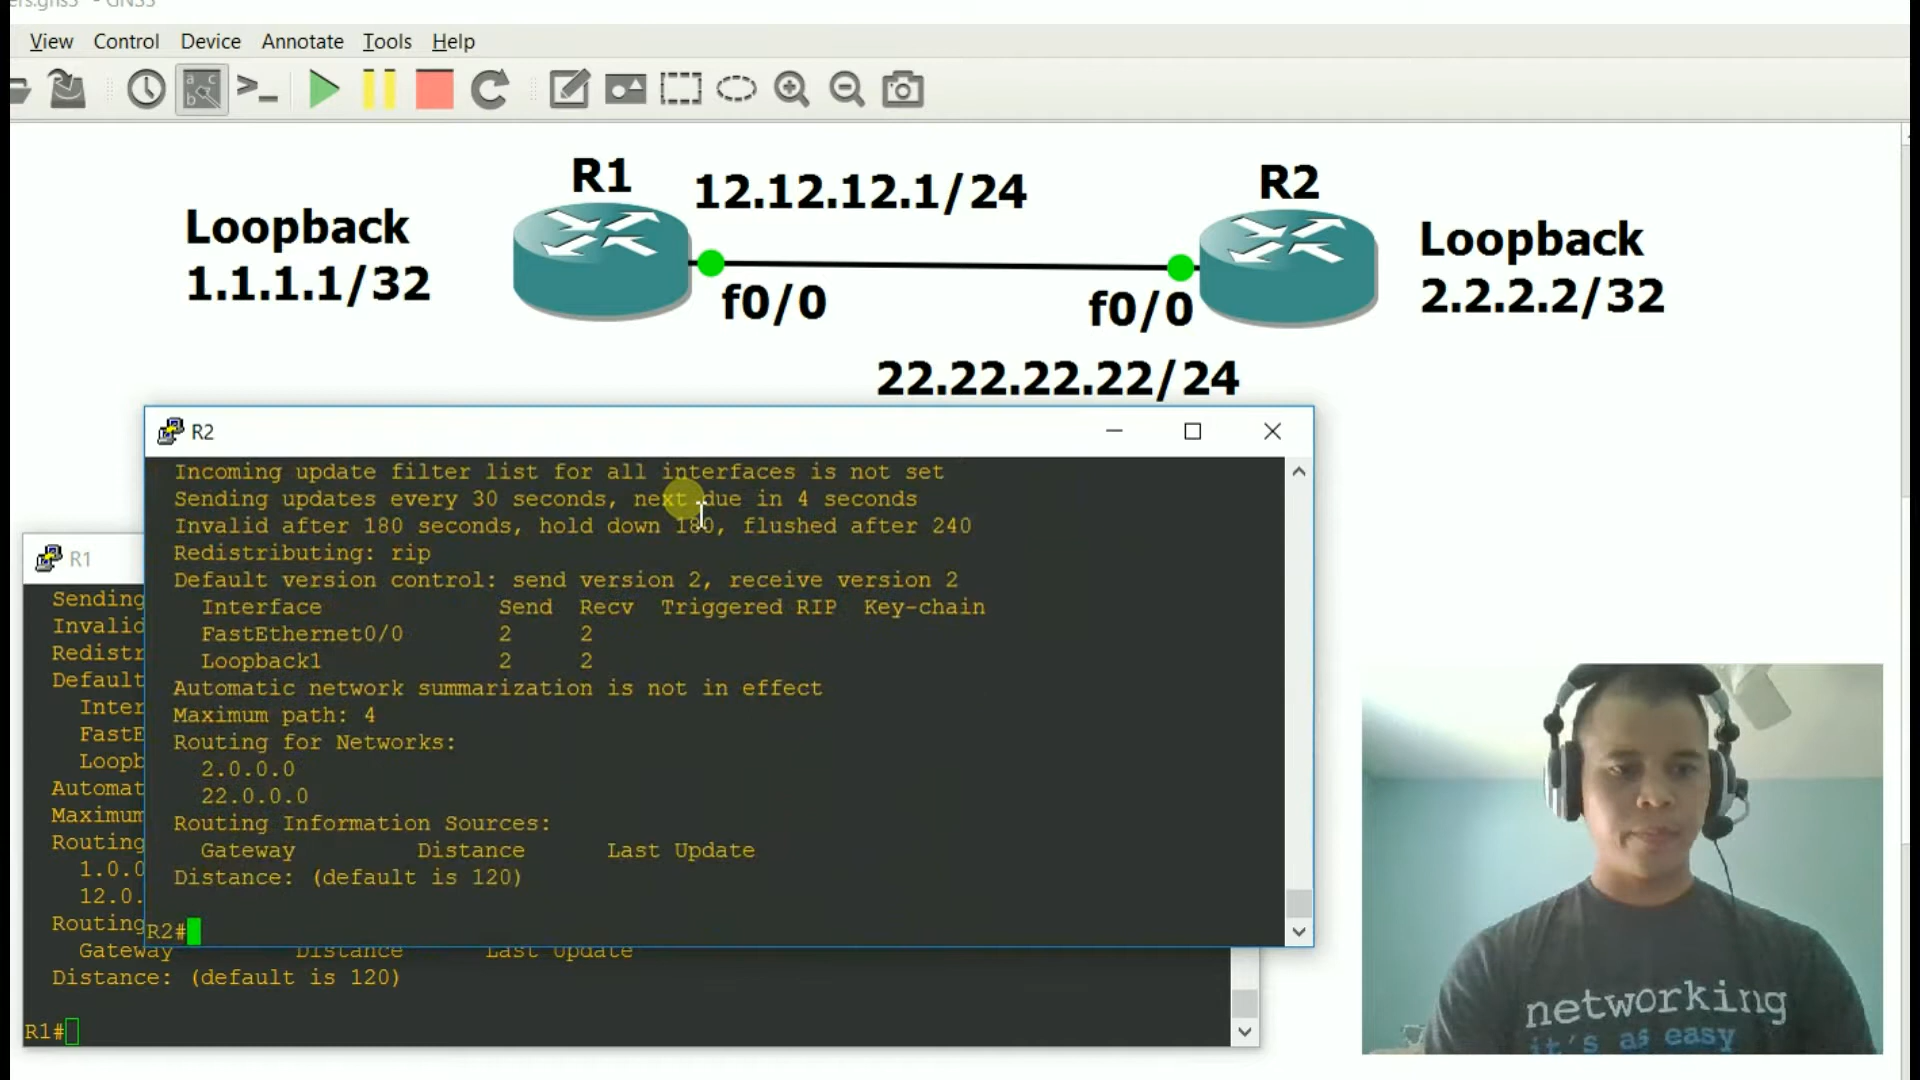 View Control Device Annotate Tools Help
R1
12.12.12.1/24
R2
Loopback
1.1.1.1/32
Loopback
2.2.2.2/32
f0/0
f0/0
22.22.22.22/24
R2
Incoming update filter list for all interfaces is not set
Sending updates every 30 seconds, next due in 4 seconds
Invalid after 180 seconds, hold down 180, flushed after 240
Redistributing: rip
Default version control: send version 2, receive version 2
Interface Send Recv Triggered RIP Key-chain
FastEthernet0/0 2 2
Loopback1 2 2
Automatic network summarization is not in effect
Maximum path: 4
Routing for Networks:
2.0.0.0
22.0.0.0
Routing Information Sources:
Gateway Distance Last Update
Distance: (default is 120)
R2#
R1
Sending
Invalid
Redistr
Default
Inter
FastE
Loopb
Automat
Maximum
Routing
1.0.0
12.0.
Routing
Gateway Distance Last Update
Distance: (default is 120)
R1#
networking
it's as easy